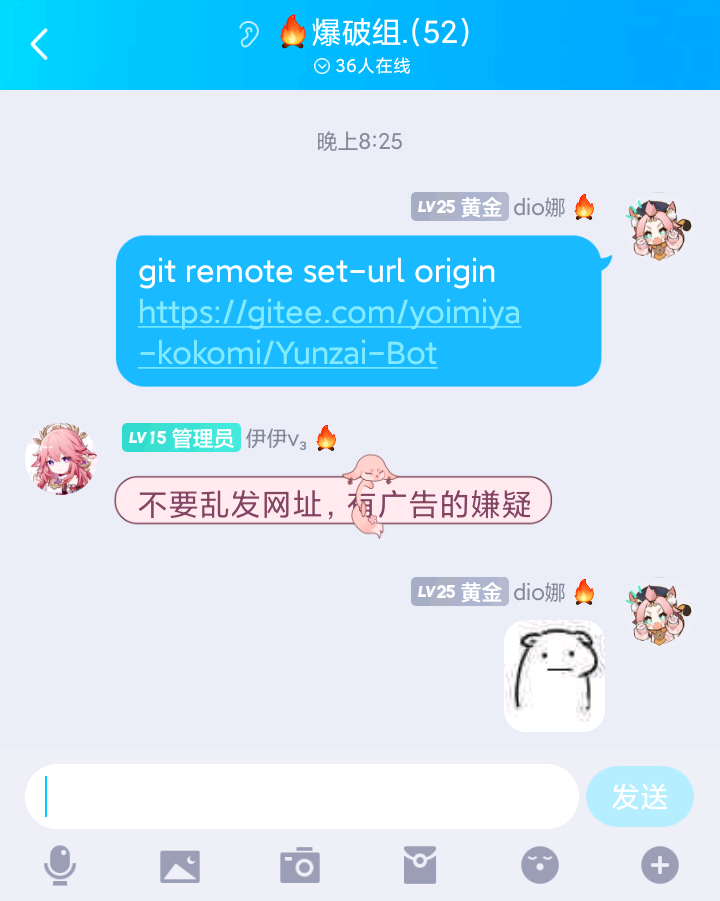 🔥爆破组.(52)
36人在线
晚上8:25
LV25 黄金 dio娜 🔥
git remote set-url origin
https://gitee.com/yoimiya
-kokomi/Yunzai-Bot
LV15 管理员 伊伊v₃ 🔥
不要乱发网址，有广告的嫌疑
LV25 黄金 dio娜 🔥
发送